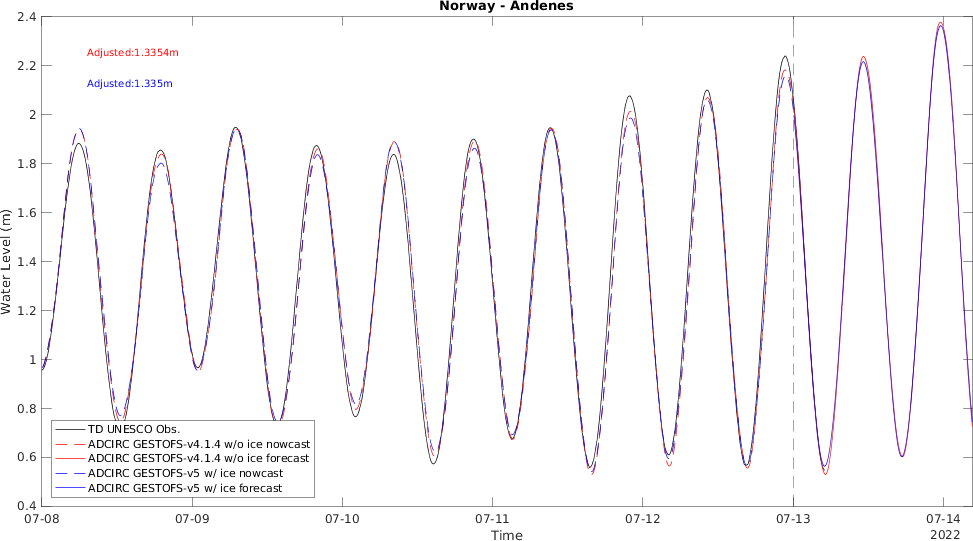 Norway - Andenes
2.4
2.2
2
1.8
1.6
1.4
1.2
1
0.8
0.6
0.4
Water Level (m)
Adjusted:1.3354m
Adjusted:1.335m
TD UNESCO Obs.
ADCIRC GESTOFS-v4.1.4 w/o ice nowcast
ADCIRC GESTOFS-v4.1.4 w/o ice forecast
ADCIRC GESTOFS-v5 w/ ice nowcast
ADCIRC GESTOFS-v5 w/ ice forecast
07-08 07-09 07-10 07-11 07-12 07-13 07-14
Time
2022